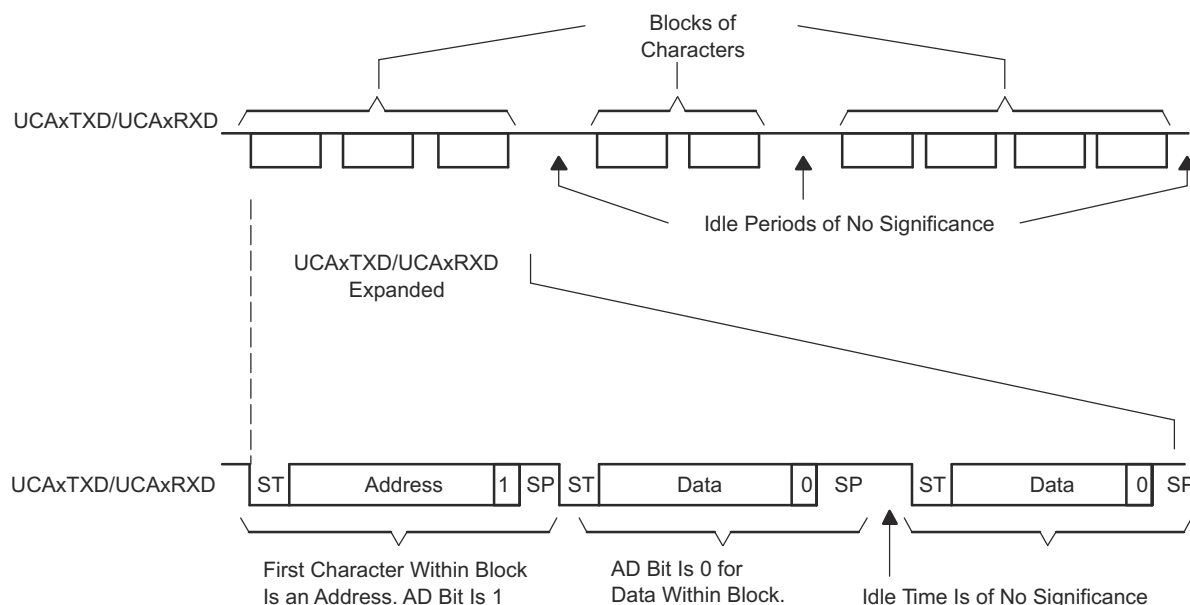 Blocks of
Characters
UCAxTXD/UCAxRXD
Idle Periods of No Significance
UCAxTXD/UCAxRXD
Expanded
UCAxTXD/UCAxRXD
ST Address 1 SP ST Data 0 SP ST Data 0 SP
First Character Within Block
Is an Address. AD Bit Is 1
AD Bit Is 0 for
Data Within Block.
Idle Time Is of No Significance